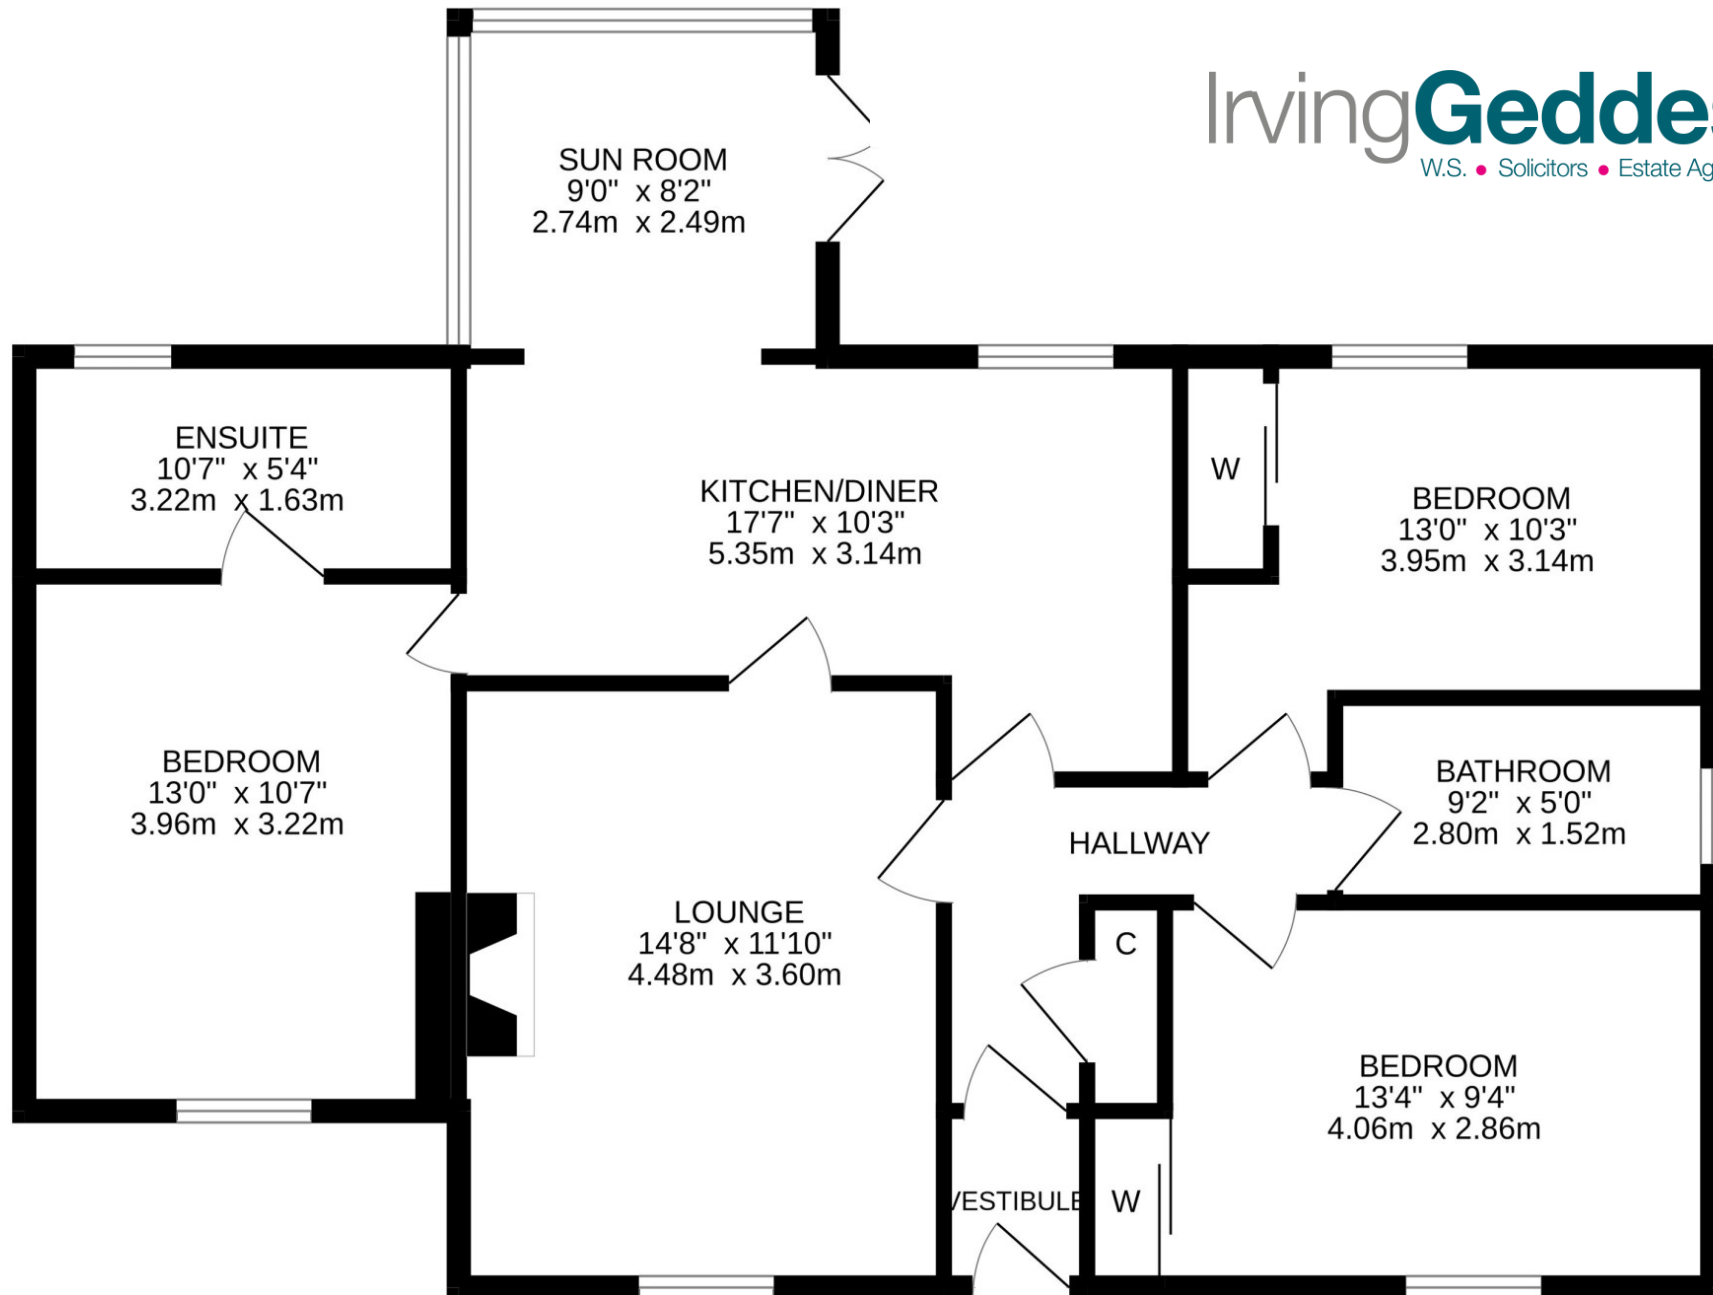 IrvingGeddes
W.S. • Solicitors • Estate Ag
SUN ROOM
9'0" x 8'2"
2.74m x 2.49m
ENSUITE
10'7" x 5'4"
3.22m x 1.63m
KITCHEN/DINER
17'7" x 10'3"
5.35m x 3.14m
W
BEDROOM
13'0" x 10'3"
3.95m x 3.14m
BEDROOM
13'0" x 10'7"
3.96m x 3.22m
BATHROOM
9'2" x 5'0"
2.80m x 1.52m
HALLWAY
LOUNGE
14'8" x 11'10"
4.48m x 3.60m
C
BEDROOM
13'4" x 9'4"
4.06m x 2.86m
VESTIBULE
W